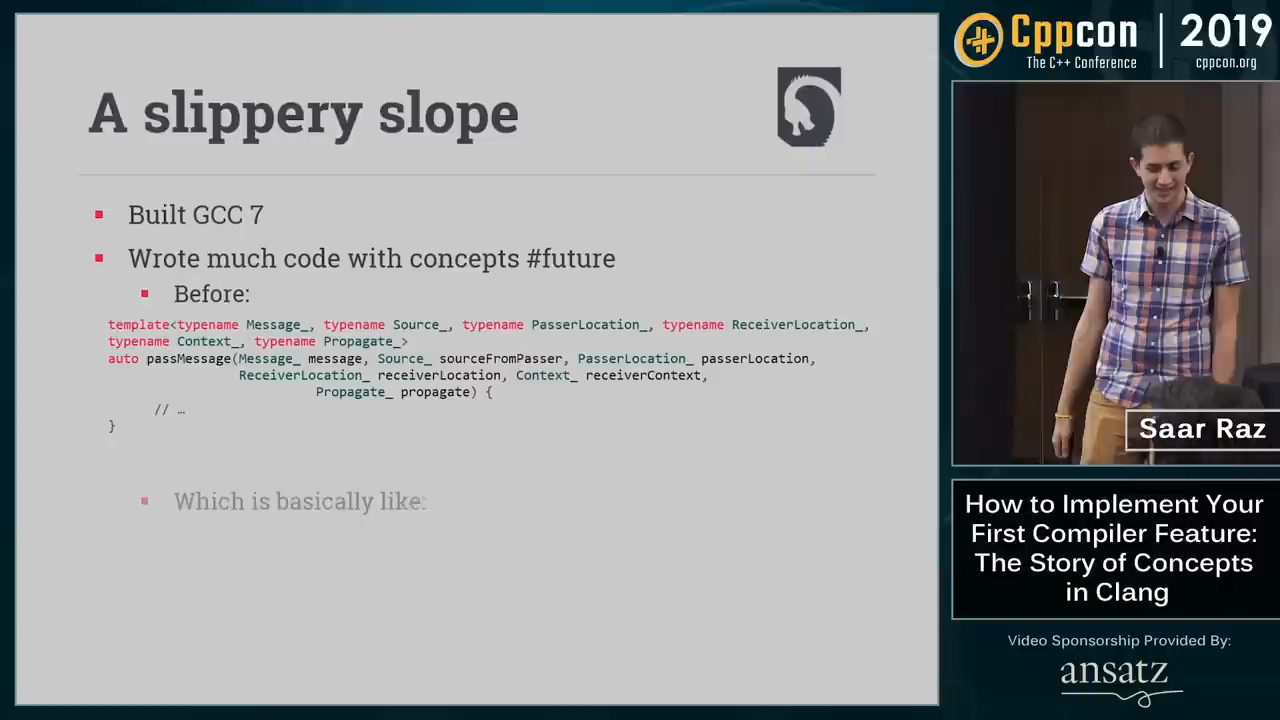 A slippery slope
Built GCC 7
Wrote much code with concepts #future
Before:
template<typename Message_, typename Source_, typename PasserLocation_, typename ReceiverLocation_,
typename Context_, typename Propagate_>
auto passMessage(Message_ message, Source_ sourceFromPasser, PasserLocation_ passerLocation,
ReceiverLocation_ receiverLocation, Context_ receiverContext,
Propagate_ propagate) {
// …
}
Which is basically like:
Cppcon | 2019
The C++ Conference
cppcon.org
Saar Raz
How to Implement Your
First Compiler Feature:
The Story of Concepts
in Clang
Video Sponsorship Provided By:
ansatz